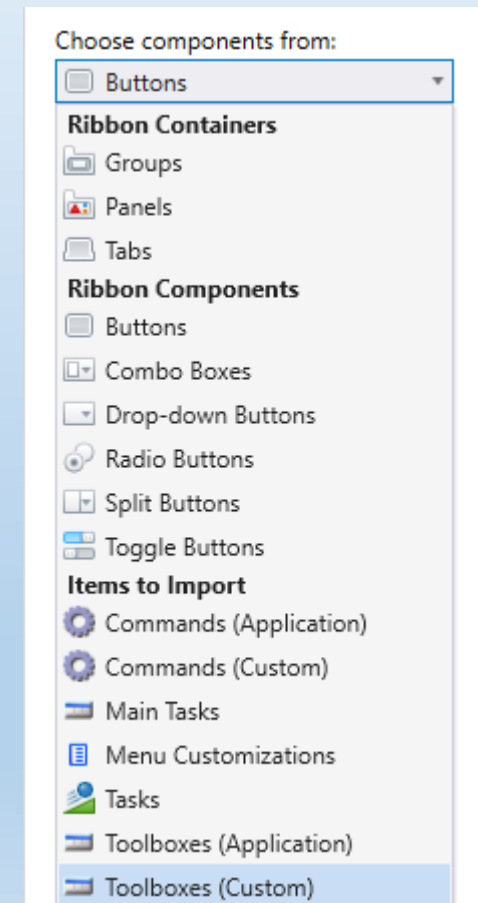 Choose components from:
Buttons
Ribbon Containers
Groups
Panels
Tabs
Ribbon Components
Buttons
Combo Boxes
Drop-down Buttons
Radio Buttons
Split Buttons
Toggle Buttons
Items to Import
Commands (Application)
Commands (Custom)
Main Tasks
Menu Customizations
Tasks
Toolboxes (Application)
Toolboxes (Custom)